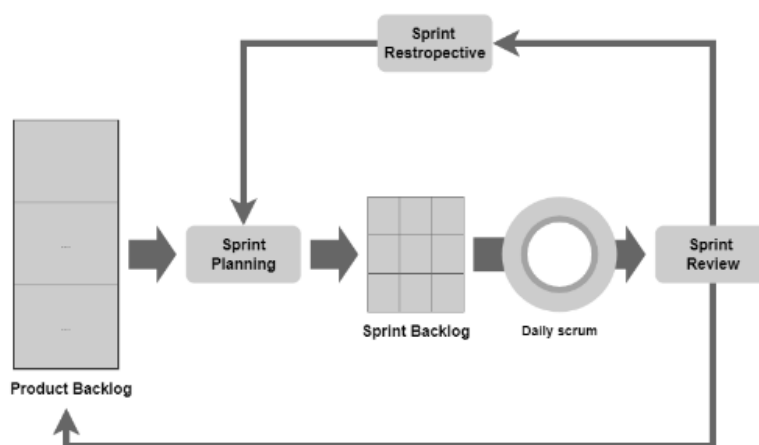 Sprint
Restropective
...
...
Sprint
Planning
Sprint
Review
Sprint Backlog
Daily scrum
Product Backlog